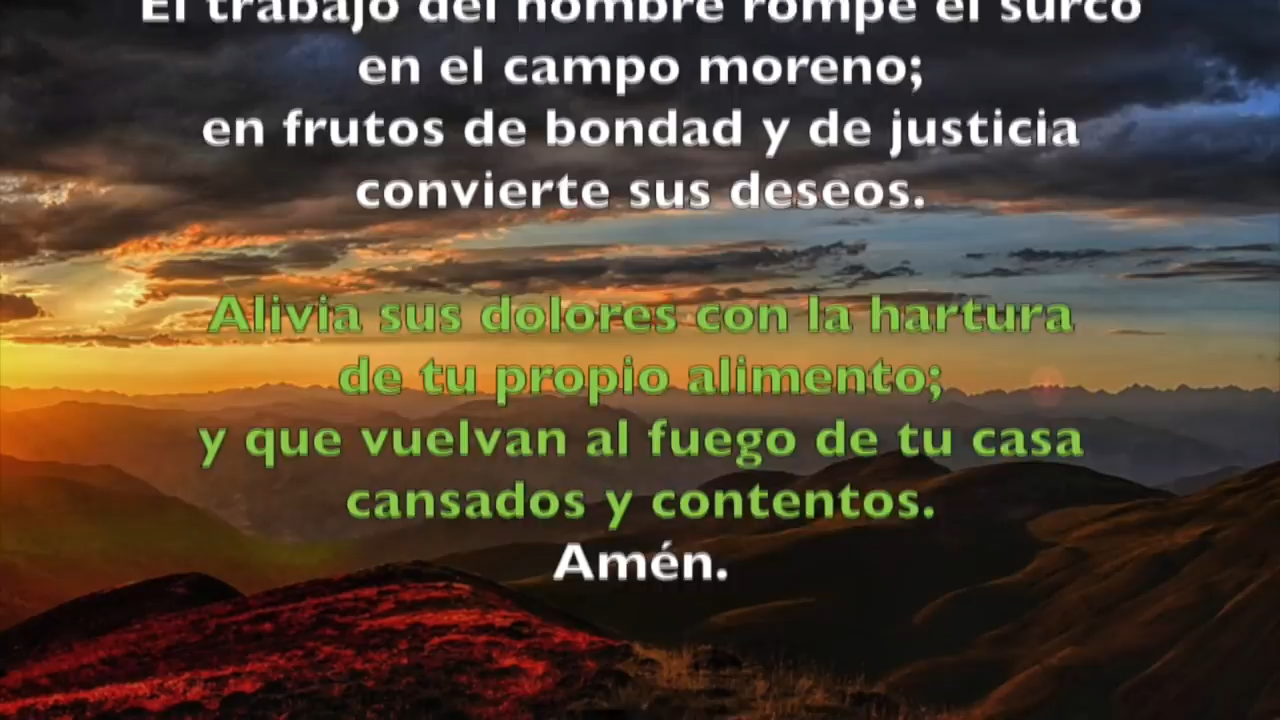 El trabajo del hombre rompe el surco
en el campo moreno;
en frutos de bondad y de justicia
convierte sus deseos.
Alivia sus dolores con la hartura
de tu propio alimento;
y que vuelvan al fuego de tu casa
cansados y contentos.
Amén.